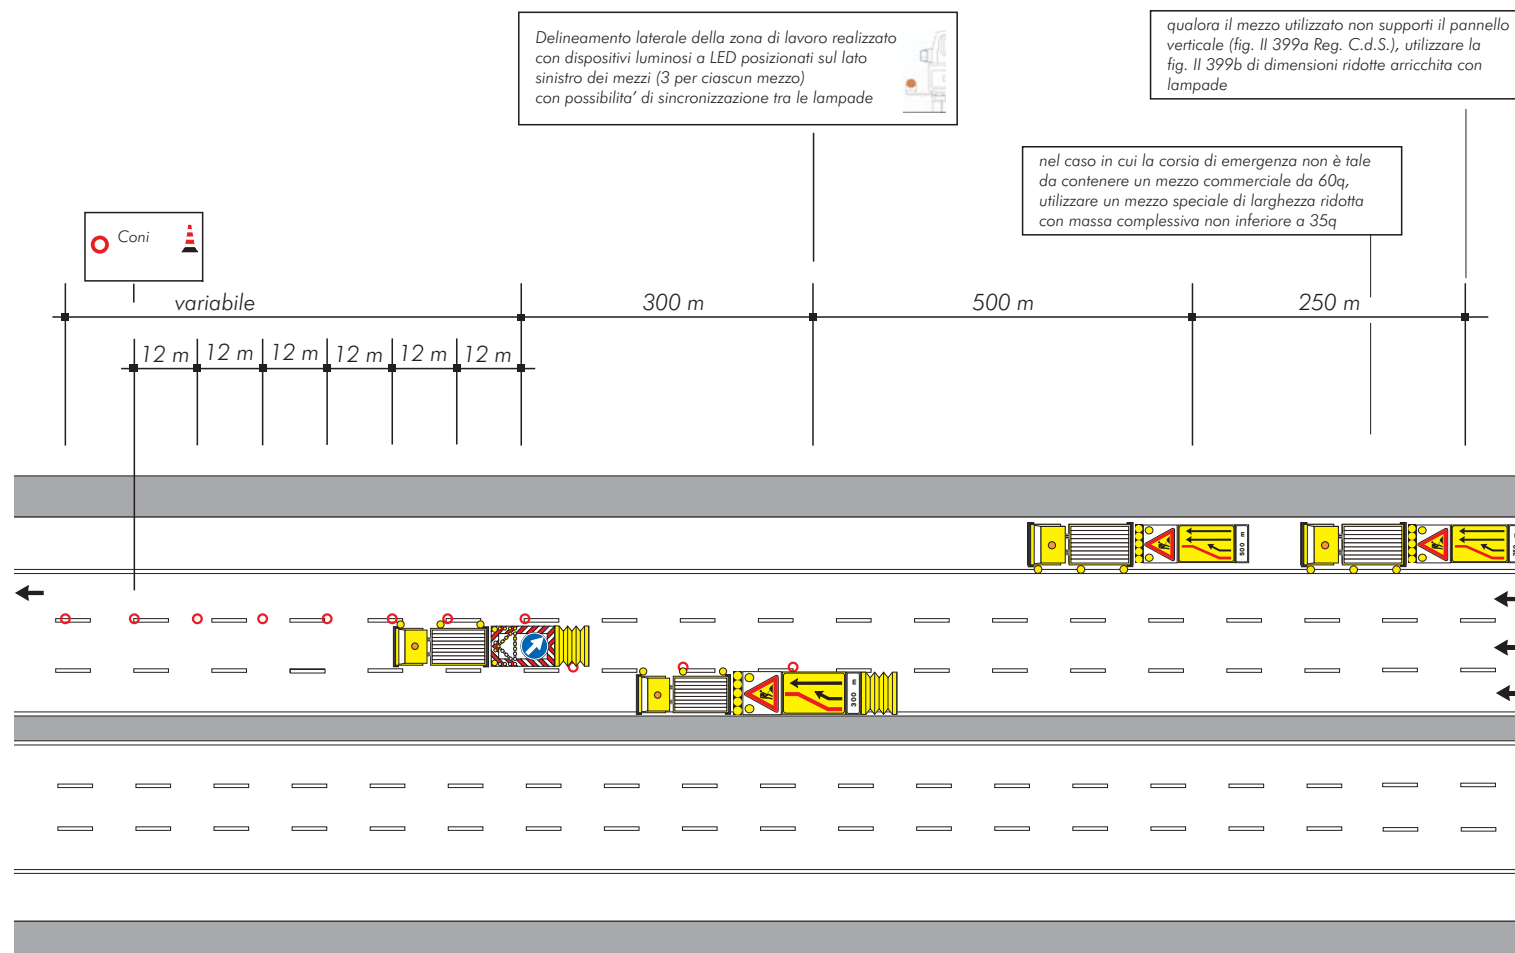 Delineamento laterale della zona di lavoro realizzato
con dispositivi luminosi a LED posizionati sul lato
sinistro dei mezzi (3 per ciascun mezzo)
con possibilita' di sincronizzazione tra le lampade
qualora il mezzo utilizzato non supporti il pannello
verticale (fig. II 399a Reg. C.d.S.), utilizzare la
fig. II 399b di dimensioni ridotte arricchita con
lampade
nel caso in cui la corsia di emergenza non è tale
da contenere un mezzo commerciale da 60q,
utilizzare un mezzo speciale di larghezza ridotta
con massa complessiva non inferiore a 35q
Coni
variabile
300 m
500 m
250 m
12 m
12 m
12 m
12 m
12 m
12 m
500 m
300 m